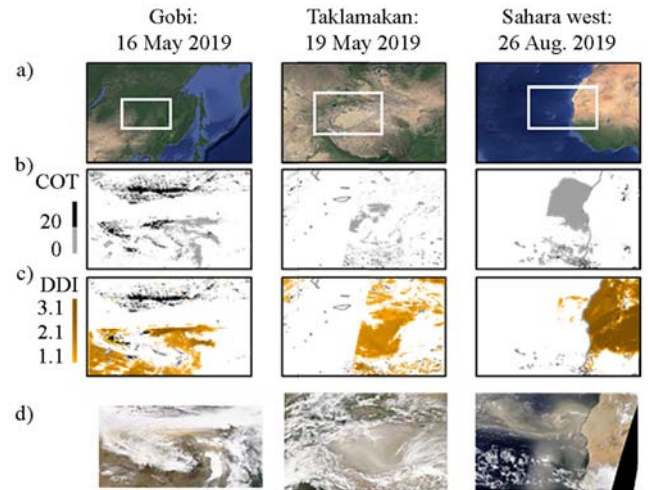 Gobi:
16 May 2019
Taklamakan:
19 May 2019
Sahara west:
26 Aug. 2019
a)
b)
COT
20
0
c)
DDI
3.1
2.1
1.1
d)